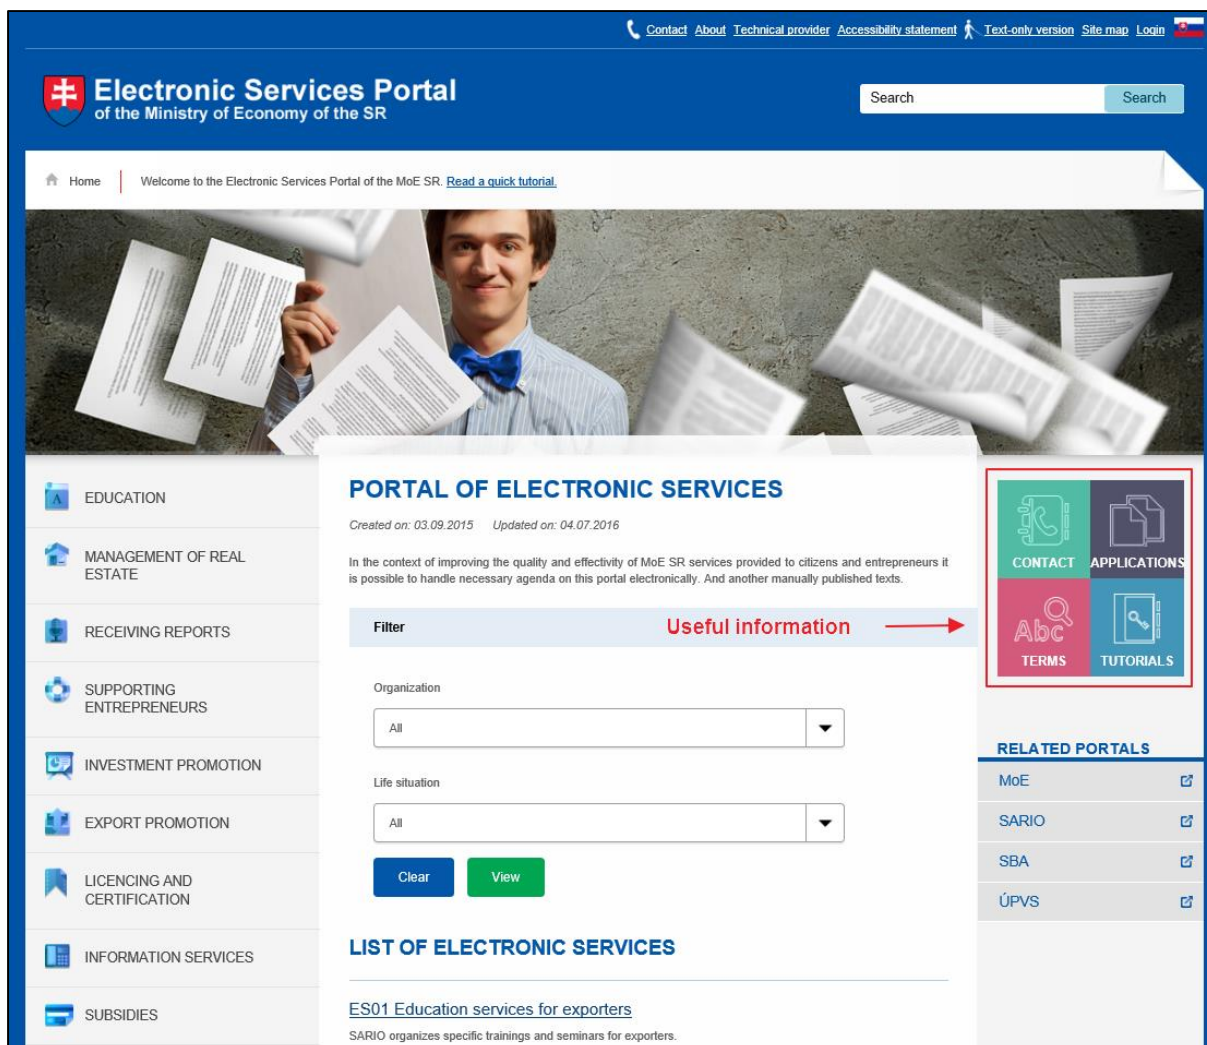 Contact About Technical provider Accessibility statement Text-only version Site map Login
Electronic Services Portal
of the Ministry of Economy of the SR
Search Search
Home Welcome to the Electronic Services Portal of the MoE SR. Read a quick tutorial.
EDUCATION
MANAGEMENT OF REAL
ESTATE
RECEIVING REPORTS
SUPPORTING
ENTREPRENEURS
INVESTMENT PROMOTION
EXPORT PROMOTION
LICENCING AND
CERTIFICATION
INFORMATION SERVICES
SUBSIDIES
PORTAL OF ELECTRONIC SERVICES
Created on: 03.09.2015 Updated on: 04.07.2016
In the context of improving the quality and effectivity of MoE SR services provided to citizens and entrepreneurs it
is possible to handle necessary agenda on this portal electronically. And another manually published texts.
Filter
Useful information
Organization
All
Life situation
All
Clear View
LIST OF ELECTRONIC SERVICES
ES01 Education services for exporters
SARIO organizes specific trainings and seminars for exporters.
CONTACT APPLICATIONS
Abc
TERMS TUTORIALS
RELATED PORTALS
MoE
SARIO
SBA
ÚPVS